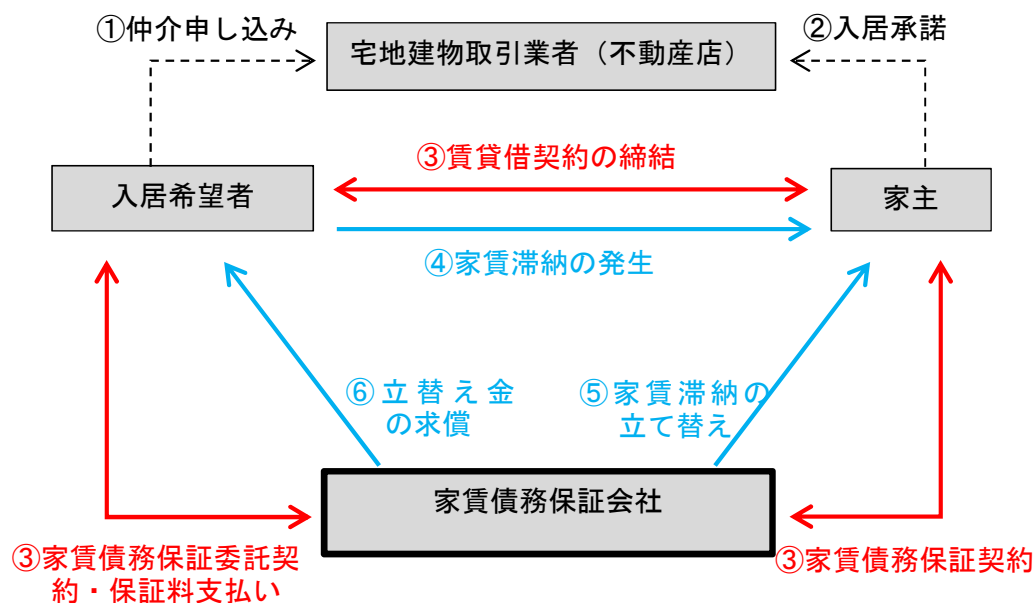 ①仲介申し込み
②入居承諾
宅地建物取引業者（不動産店）
③賃貸借契約の締結
入居希望者
家主
④家賃滞納の発生
⑥立替え金
の求償
⑤家賃滞納の
立て替え
家賃債務保証会社
③家賃債務保証委託契
約・保証料支払い
③家賃債務保証契約